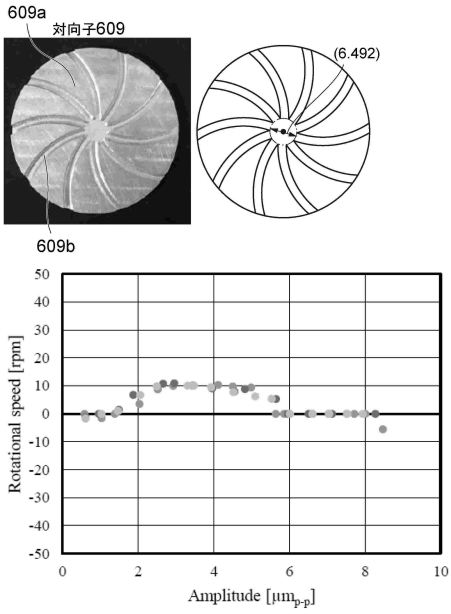 609a
対向子609
(6.492)
609b
50
40
30
20
10
0
-10
-20
-30
-40
-50
Rotational speed [rpm]
0 2 4 6 8 10
Amplitude [μmp-p]